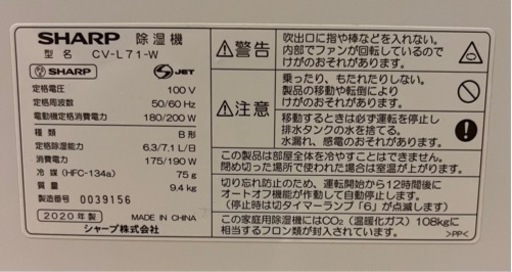 SHARP 除湿機
型名 CV-L71-W
SHARP
S JET
定格電圧 100 V
定格周波数 50/60 Hz
電動機定格消費電力 180/200 W
種類 B形
定格除湿能力 6.3/7.1 L/日
消費電力 175/190 W
冷媒(HFC-134a) 75 g
質量 9.4 kg
製造番号 0039156
2020年製 MADE IN CHINA
シャープ株式会社
警告
吹出口に指や棒などを入れない。
内部でファンが回転しているので
けがのおそれがあります。
注意
乗ったり、もたれたりしない。
製品の移動や転倒により
けがのおそれがあります。
移動するときは必ず運転を停止し
排水タンクの水を捨てる。
水漏れ、感電のおそれがあります。
この製品は部屋全体を冷やすことはできません。
閉めきった場所で使われた場合は室温が上がります。
切り忘れ防止のため、運転開始から12時間後に
オートオフ機能が作動して自動停止します。
(停止時は切タイマーランプ「6」が点滅します)
この家庭用除湿機にはCO₂(温暖化ガス)108kgに
相当するフロン類が封入されています。 >PP<